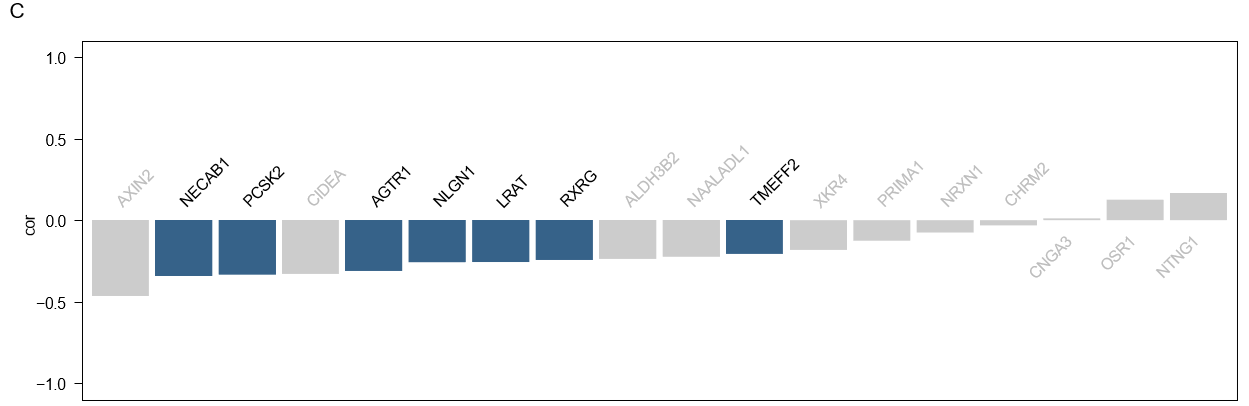 C
1.0
0.5
0.0
−0.5
−1.0
cor
AXIN2
NECAB1
PCSK2
CIDEA
AGTR1
NLGN1
LRAT
RXRG
ALDH3B2
NAALADL1
TMEFF2
XKR4
PRIMA1
NRXN1
CHRM2
CNGA3
OSR1
NTNG1